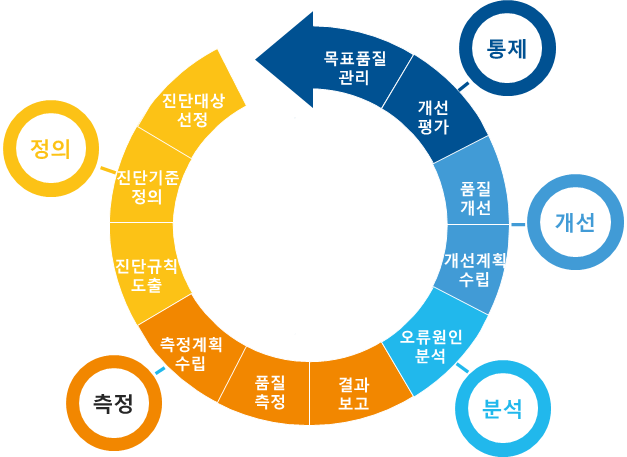 정의
진단대상
선정
진단기준
정의
진단규칙
도출
측정
측정계획
수립
품질
측정
결과
보고
분석
오류원인
분석
개선
개선계획
수립
품질
개선
통제
개선
평가
목표품질
관리